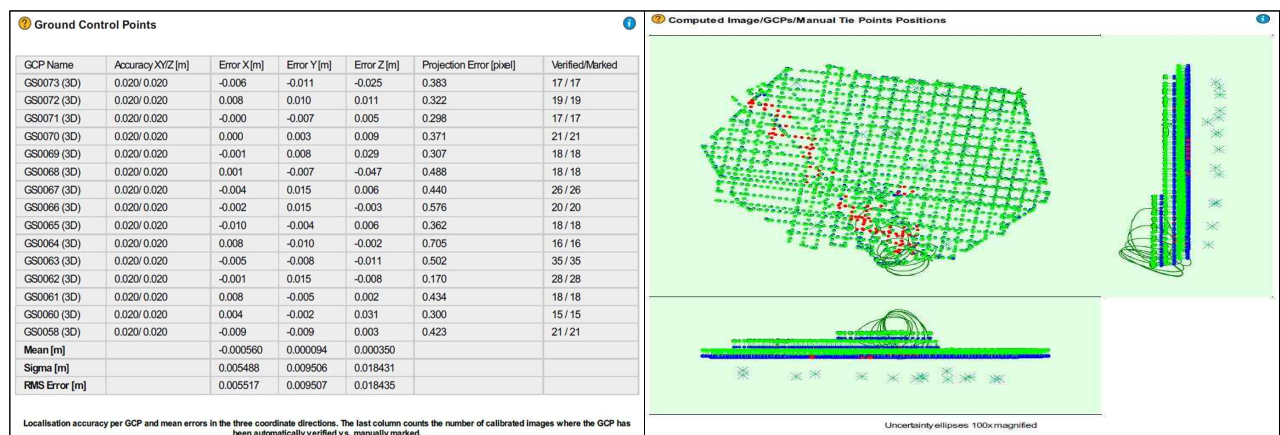 Ground Control Points
GCP Name Accuracy XY/Z [m] Error X [m] Error Y [m] Error Z [m] Projection Error [pixel] Verified/Marked
GS0073 (3D) 0.020/ 0.020 -0.006 -0.011 -0.025 0.383 17 / 17
GS0072 (3D) 0.020/ 0.020 0.008 0.010 0.011 0.322 19 / 19
GS0071 (3D) 0.020/ 0.020 -0.000 -0.007 0.005 0.298 17 / 17
GS0070 (3D) 0.020/ 0.020 0.000 0.003 0.009 0.371 21 / 21
GS0069 (3D) 0.020/ 0.020 -0.001 0.008 0.029 0.307 18 / 18
GS0068 (3D) 0.020/ 0.020 0.001 -0.007 -0.047 0.488 18 / 18
GS0067 (3D) 0.020/ 0.020 -0.004 0.015 0.006 0.440 26 / 26
GS0066 (3D) 0.020/ 0.020 -0.002 0.015 -0.003 0.576 20 / 20
GS0065 (3D) 0.020/ 0.020 -0.010 -0.004 0.006 0.362 18 / 18
GS0064 (3D) 0.020/ 0.020 0.008 -0.010 -0.002 0.705 16 / 16
GS0063 (3D) 0.020/ 0.020 -0.008 -0.011 0.502 35 / 35
GS0062 (3D) 0.020/ 0.020 -0.001 0.015 -0.008 0.170 28 / 28
GS0061 (3D) 0.020/ 0.020 0.008 -0.005 0.002 0.434 18 / 18
GS0060 (3D) 0.020/ 0.020 0.004 -0.002 0.031 0.300 15 / 15
GS0058 (3D) 0.020/ 0.020 -0.009 -0.009 0.003 0.423 21 / 21
Mean [m] -0.000560 0.000094 0.000350
Sigma [m] 0.005488 0.009506 0.018431
RMS Error [m] 0.005517 0.009507 0.018435
Localisation accuracy per GCP and mean errors in the three coordinate directions. The last column counts the number of calibrated images where the GCP has
been automatically verified vs. manually marked.
Computed Image/GCPs/Manual Tie Points Positions
Uncertainty ellipses 100x magnified